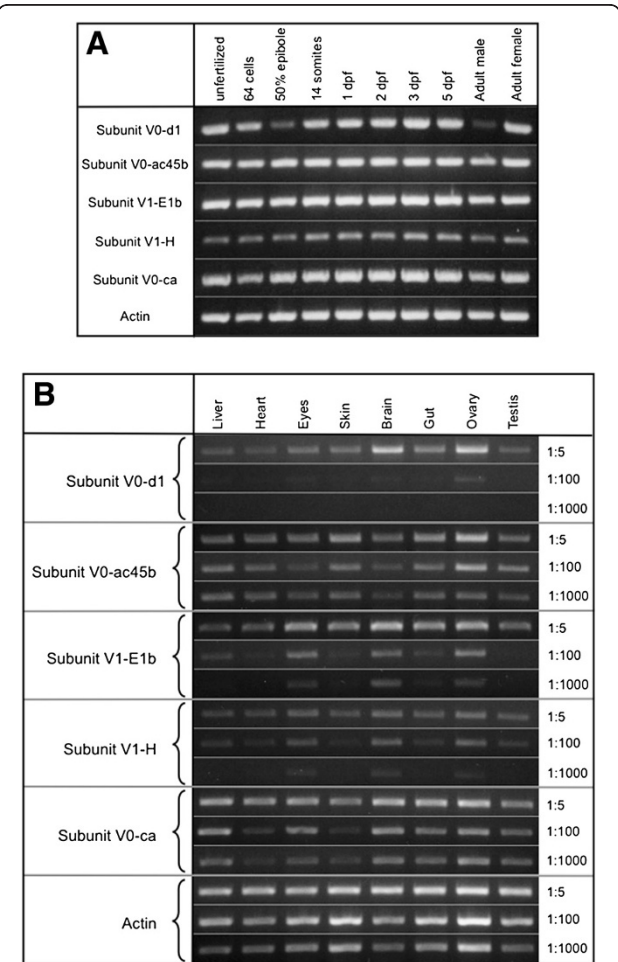 A
unfertilized
64 cells
50% epibole
14 somites
1 dpf
2 dpf
3 dpf
5 dpf
Adult male
Adult female
Subunit V0-d1
Subunit V0-ac45b
Subunit V1-E1b
Subunit V1-H
Subunit V0-ca
Actin
B
Liver
Heart
Eyes
Skin
Brain
Gut
Ovary
Testis
Subunit V0-d1
1:5
1:100
1:1000
Subunit V0-ac45b
1:5
1:100
1:1000
Subunit V1-E1b
1:5
1:100
1:1000
Subunit V1-H
1:5
1:100
1:1000
Subunit V0-ca
1:5
1:100
1:1000
Actin
1:5
1:100
1:1000